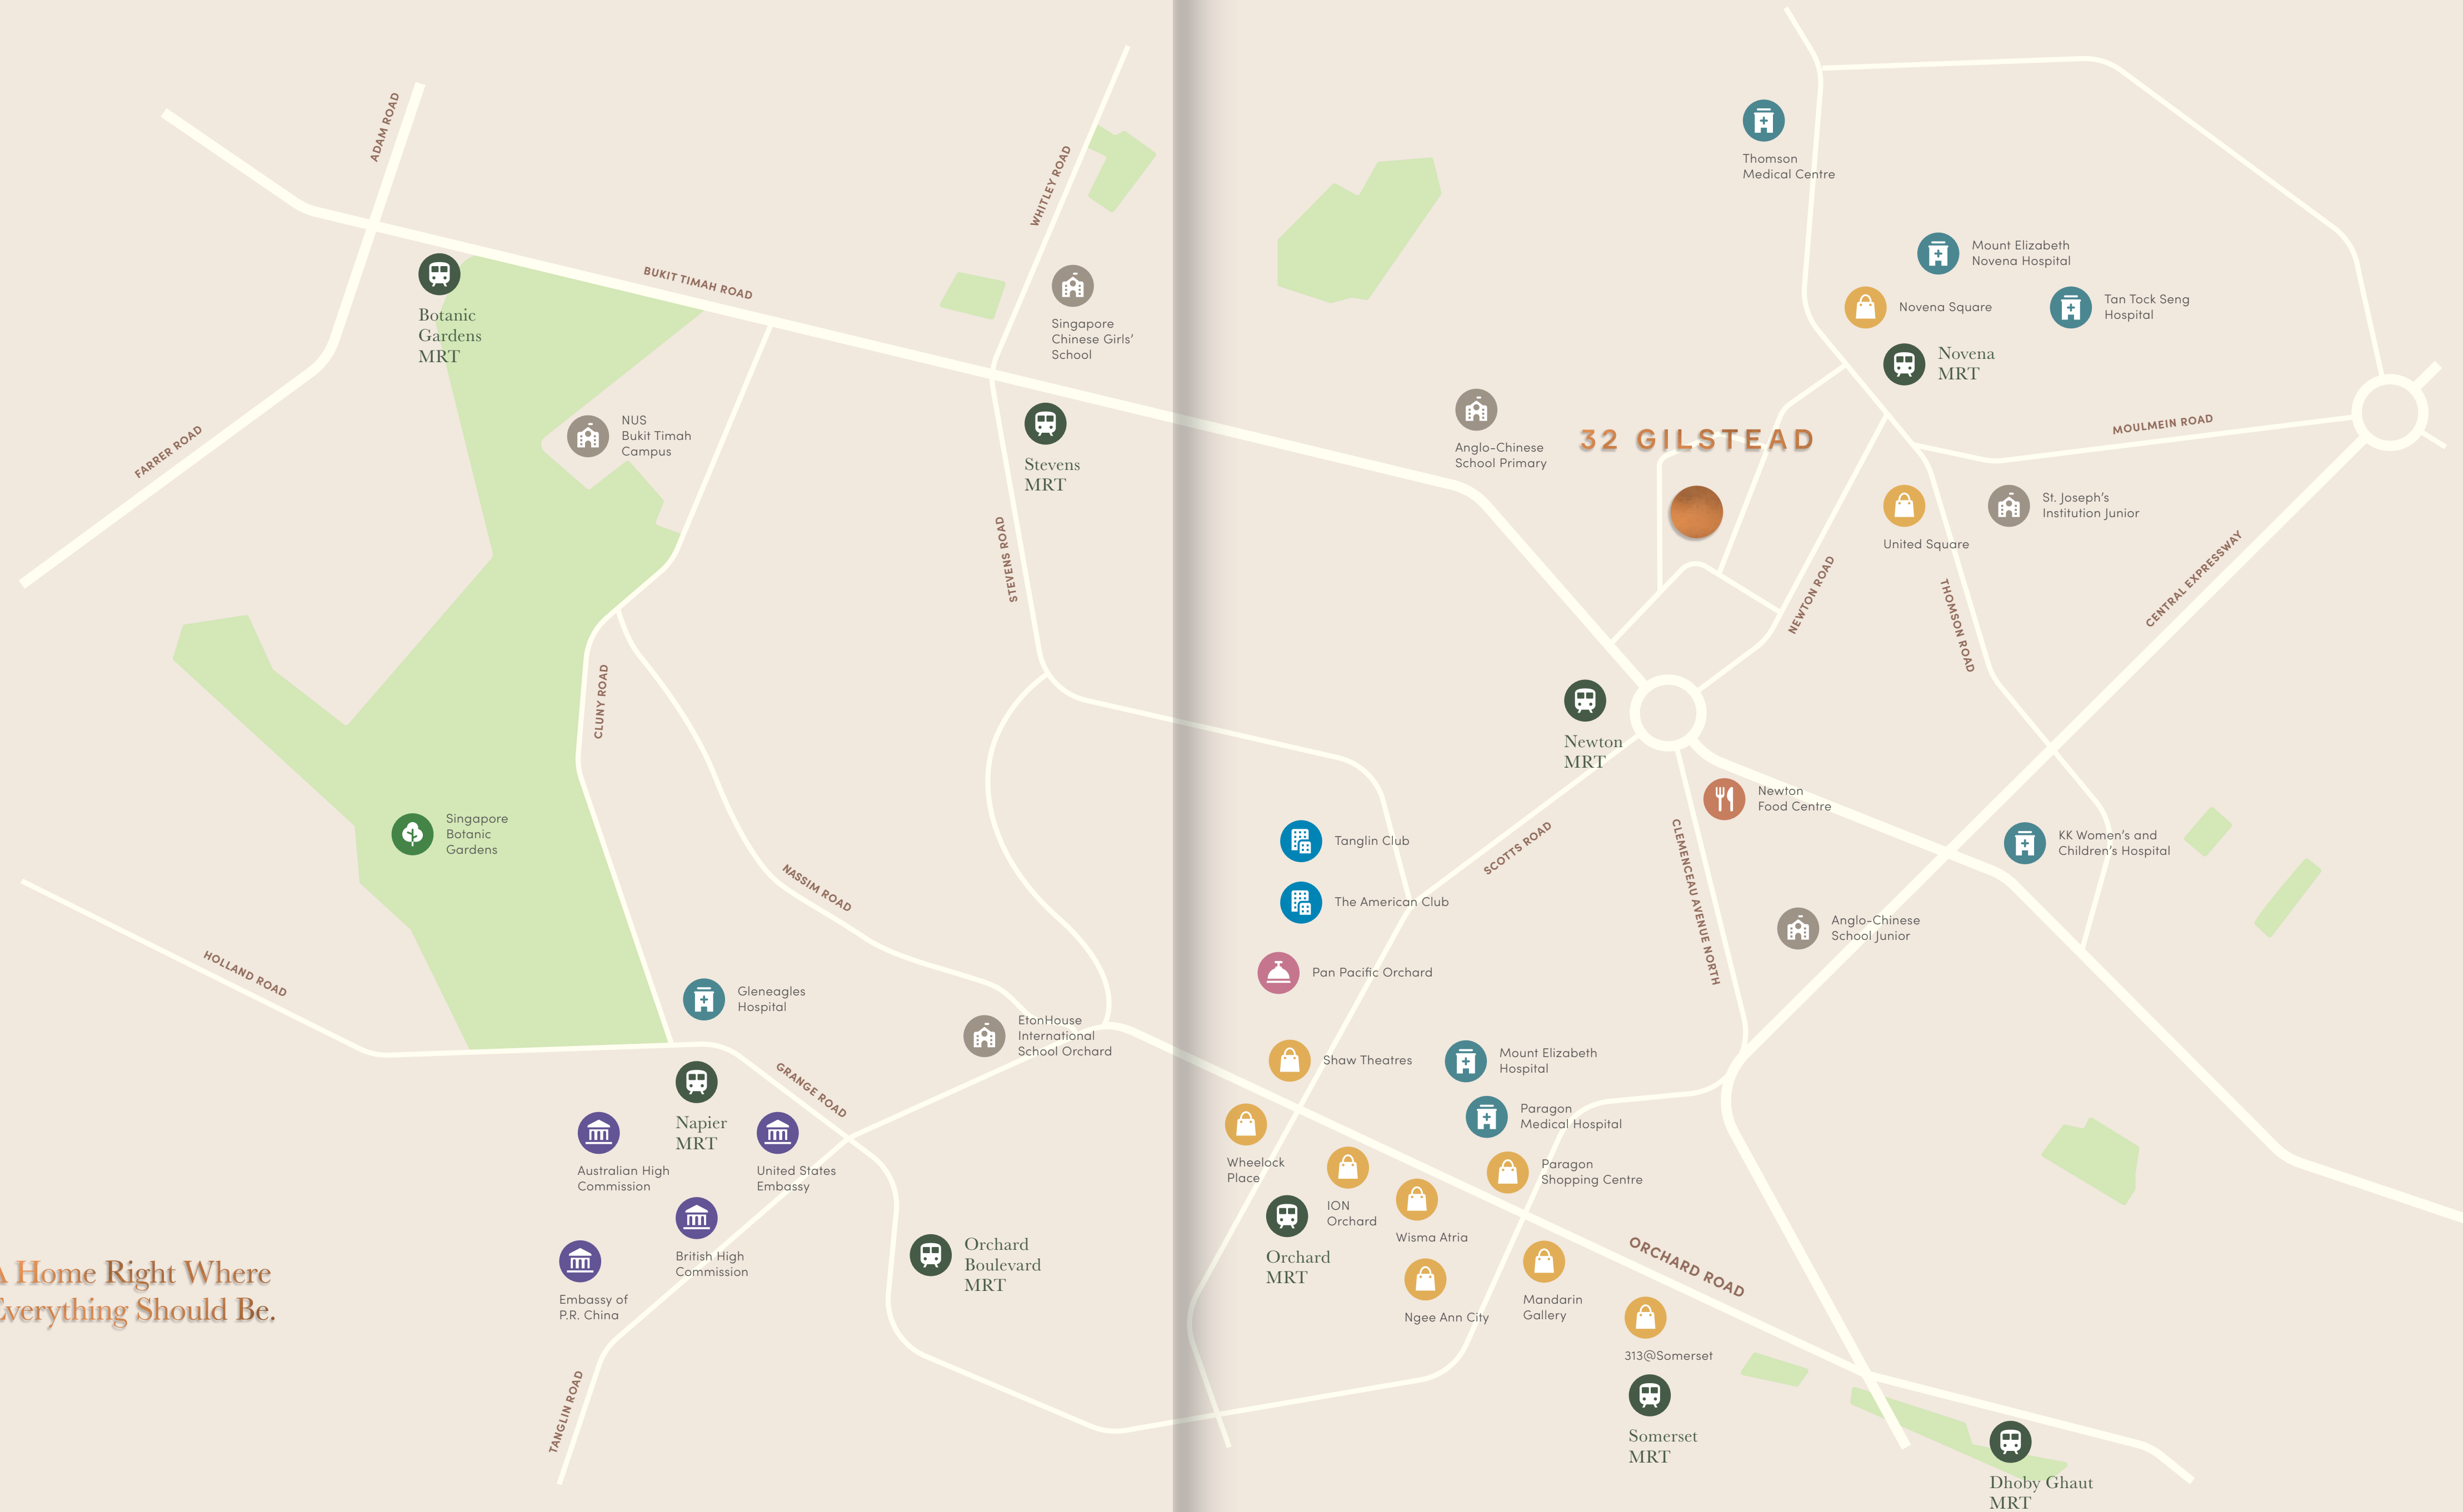 ADAM ROAD
BUKIT TIMAH ROAD
WHITLEY ROAD
FARRER ROAD
Botanic
Gardens
MRT
NUS
Bukit Timah
Campus
Singapore
Chinese Girls'
School
Stevens
MRT
STEVENS ROAD
CLUNY ROAD
Singapore
Botanic
Gardens
NASSIM ROAD
HOLLAND ROAD
Gleneagles
Hospital
EtonHouse
International
School Orchard
GRANGE ROAD
Napier
MRT
Australian High
Commission
United States
Embassy
British High
Commission
Embassy of
P.R. China
Orchard
Boulevard
MRT
TANGLIN ROAD
A Home Right Where
Everything Should Be.
Thomson
Medical Centre
Mount Elizabeth
Novena Hospital
Novena Square
Tan Tock Seng
Hospital
Novena
MRT
MOULMEIN ROAD
Anglo-Chinese
School Primary
32 GILSTEAD
United Square
St. Joseph's
Institution Junior
NEWTON ROAD
THOMSON ROAD
CENTRAL EXPRESSWAY
Newton
MRT
Newton
Food Centre
Tanglin Club
The American Club
SCOTTS ROAD
CLEMENCEAU AVENUE NORTH
KK Women's and
Children's Hospital
Anglo-Chinese
School Junior
Pan Pacific Orchard
Shaw Theatres
Mount Elizabeth
Hospital
Paragon
Medical Hospital
Wheelock
Place
ION
Orchard
Paragon
Shopping Centre
Wisma Atria
Orchard
MRT
Ngee Ann City
Mandarin
Gallery
ORCHARD ROAD
313@Somerset
Somerset
MRT
Dhoby Ghaut
MRT